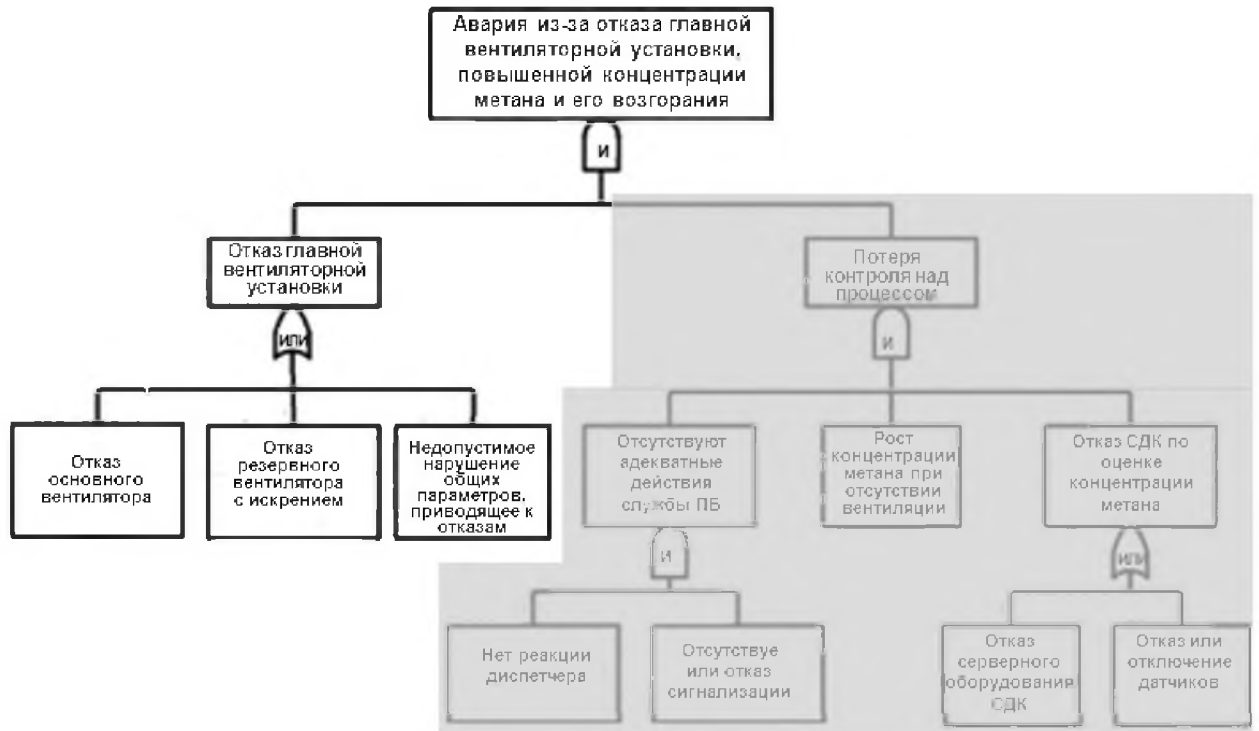 Авария из-за отказа главной
вентиляторной установки,
повышенной концентрации
метана и его возгорания
И
Отказ главной
вентиляторной
установки
Потеря
контроля над
процессом
ИЛИ
И
Отказ
основного
вентилятора
Отказ
резервного
вентилятора
с искрением
Недопустимое
нарушение
общих
параметров,
приводящее к
отказам
Отсутствуют
адекватные
действия
службы ПБ
Рост
концентрации
метана при
отсутствии
вентиляции
Отказ СДК по
оценке
концентрации
метана
И
ИЛИ
Нет реакции
диспетчера
Отсутствуе
или отказ
сигнализации
Отказ
серверного
оборудования
СДК
Отказ или
отключение
датчиков